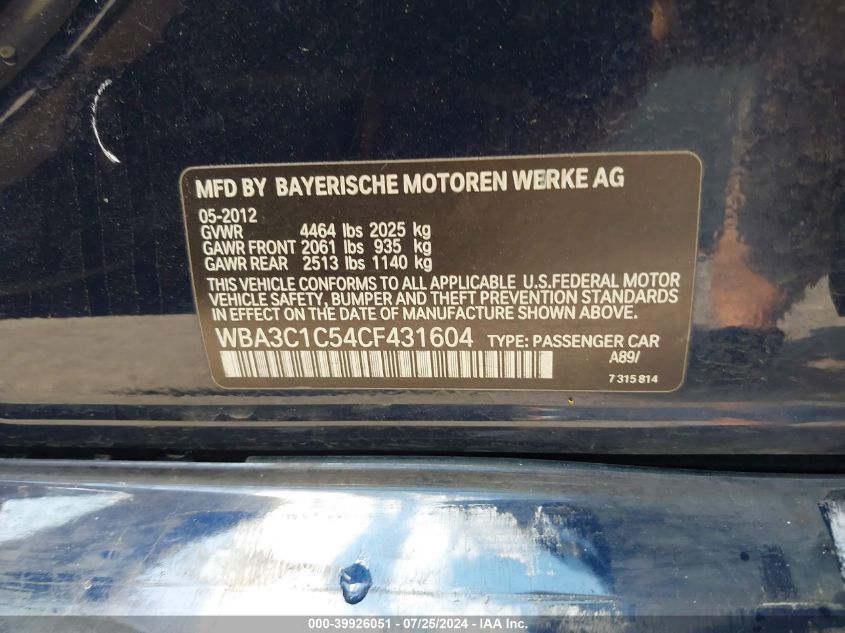 MFD BY BAYERISCHE MOTOREN WERKE AG
05-2012
GVWR 4464 lbs 2025 kg
GAWR FRONT 2061 lbs 935 kg
GAWR REAR 2513 lbs 1140 kg
THIS VEHICLE CONFORMS TO ALL APPLICABLE U.S.FEDERAL MOTOR
VEHICLE SAFETY, BUMPER AND THEFT PREVENTION STANDARDS
IN EFFECT ON THE DATE OF MANUFACTURE SHOWN ABOVE.
WBA3C1C54CF431604 TYPE: PASSENGER CAR
A89/
7 315 814
000-39926051 - 07/25/2024 - IAAI.com